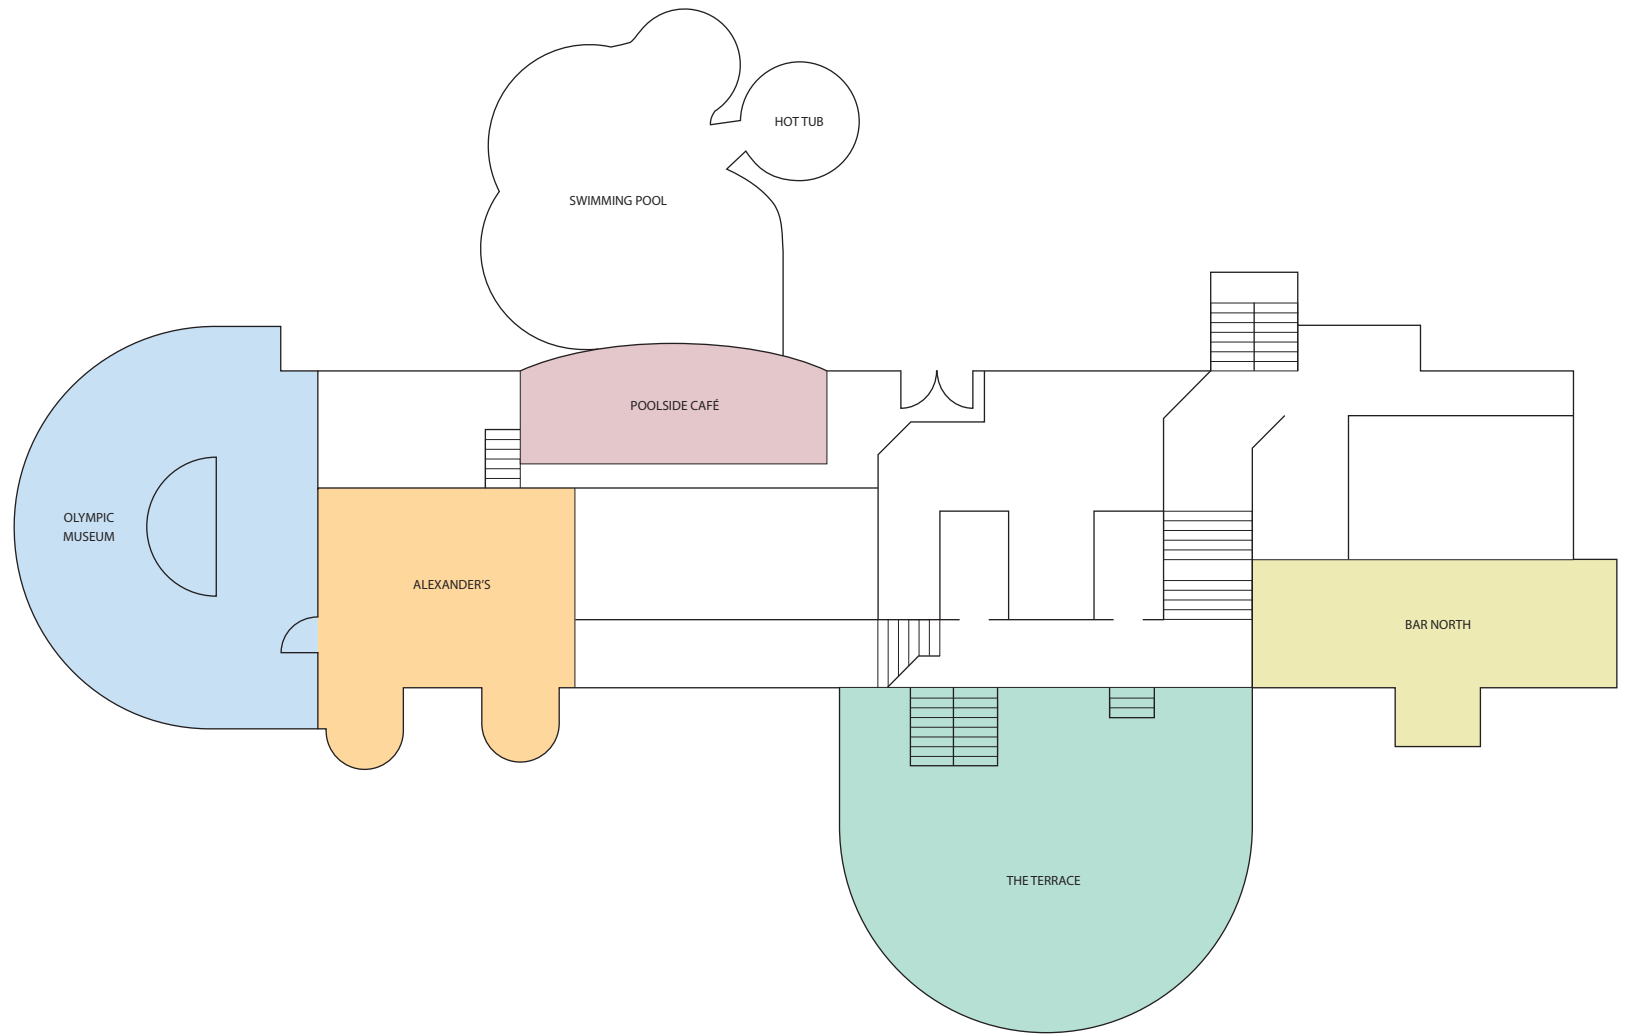 HOT TUB
SWIMMING POOL
POOLSIDE CAFÉ
OLYMPIC
MUSEUM
ALEXANDER'S
BAR NORTH
THE TERRACE